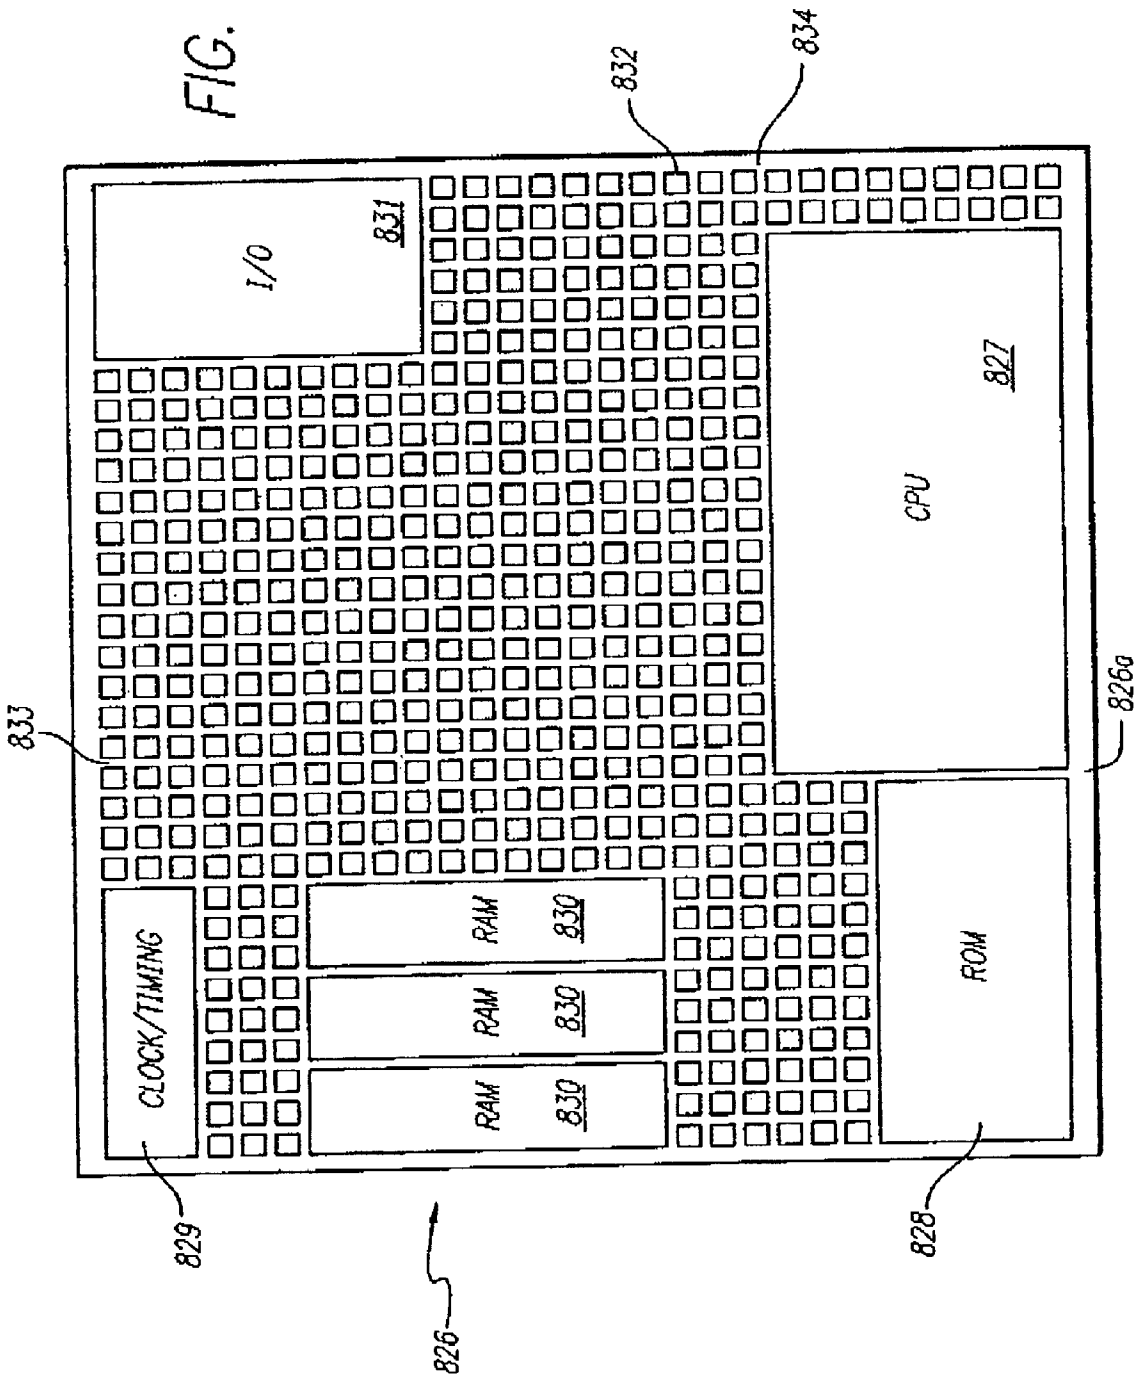 FIG.
826
829
CLOCK/TIMING
833
I/O
831
RAM
830
RAM
830
RAM
830
832
834
828
ROM
CPU
827
826a